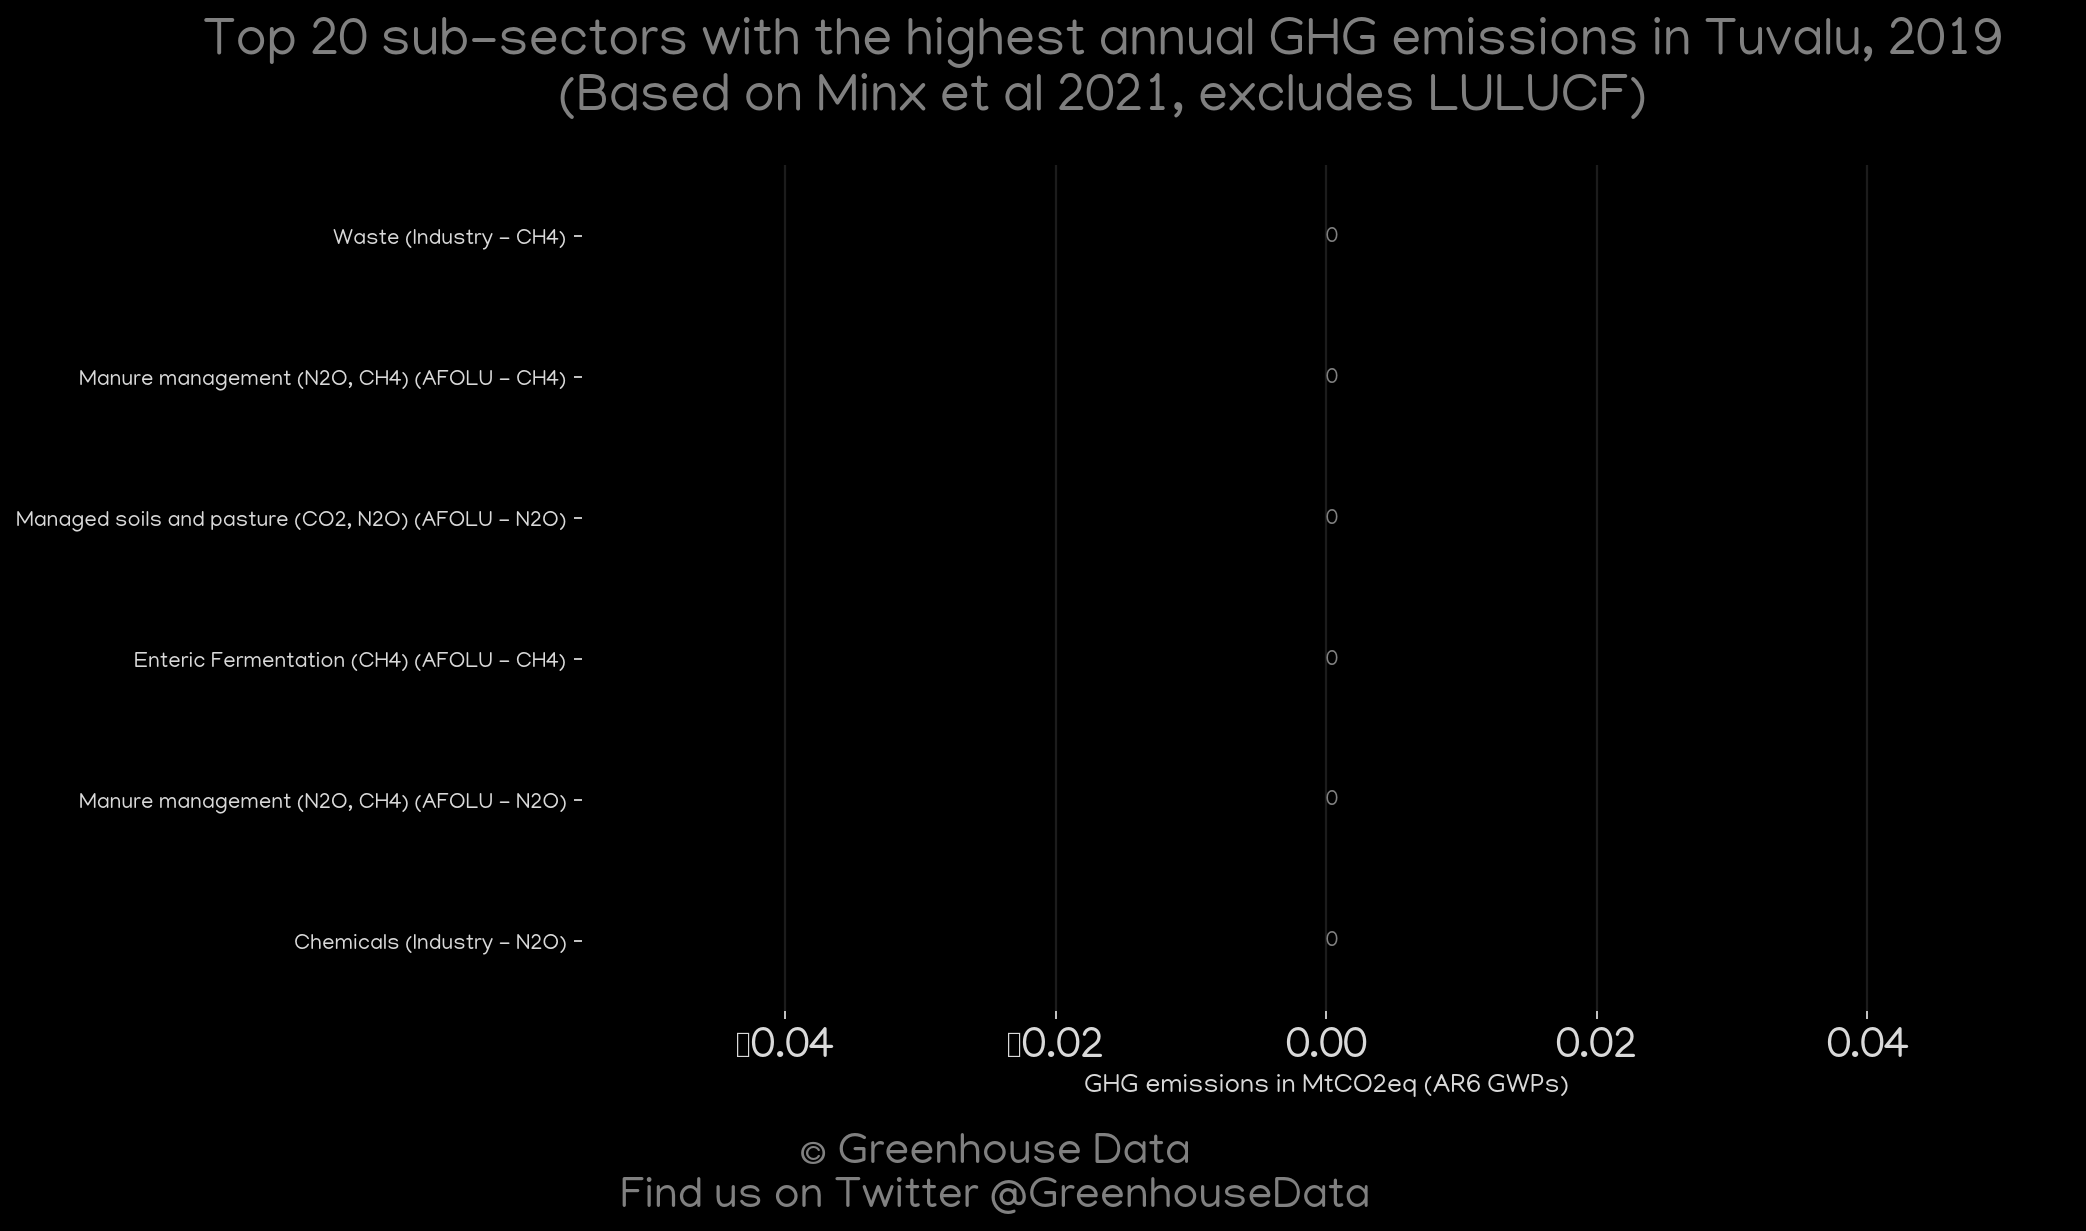 Top 20 sub-sectors with the highest annual GHG emissions in Tuvalu, 2019
(Based on Minx et al 2021, excludes LULUCF)
Waste (Industry - CH4)
0
Manure management (N2O, CH4) (AFOLU - CH4)
0
Managed soils and pasture (CO2, N2O) (AFOLU - N2O)
0
Enteric Fermentation (CH4) (AFOLU - CH4)
0
Manure management (N2O, CH4) (AFOLU - N2O)
0
Chemicals (Industry - N2O)
0
▯0.04 ▯0.02 0.00 0.02 0.04
GHG emissions in MtCO2eq (AR6 GWPs)
© Greenhouse Data
Find us on Twitter @GreenhouseData